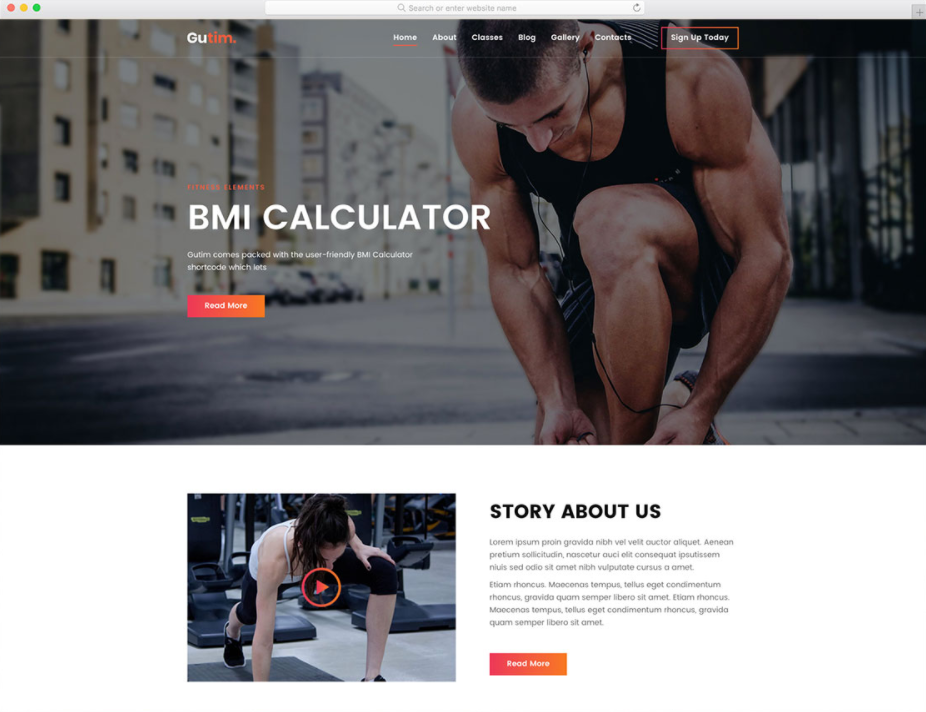 Search or enter website name
Gutim.
Home About Classes Blog Gallery Contacts Sign Up Today
FITNESS ELEMENTS
BMI CALCULATOR
Gutim comes packed with the user-friendly BMI Calculator
shortcode which lets
Read More
STORY ABOUT US
Lorem ipsum proin gravida nibh vel velit auctor aliquet. Aenean
pretium sollicitudin, nascetur auci elit consequat ipsutissem
niuis sed odio sit amet nibh vulputate cursus a amet.
Etiam rhoncus. Maecenas tempus, tellus eget condimentum
rhoncus, gravida quam semper libero sit amet. Etiam rhoncus.
Maecenas tempus, tellus eget condimentum rhoncus, gravida
quam semper libero sit amet.
Read More